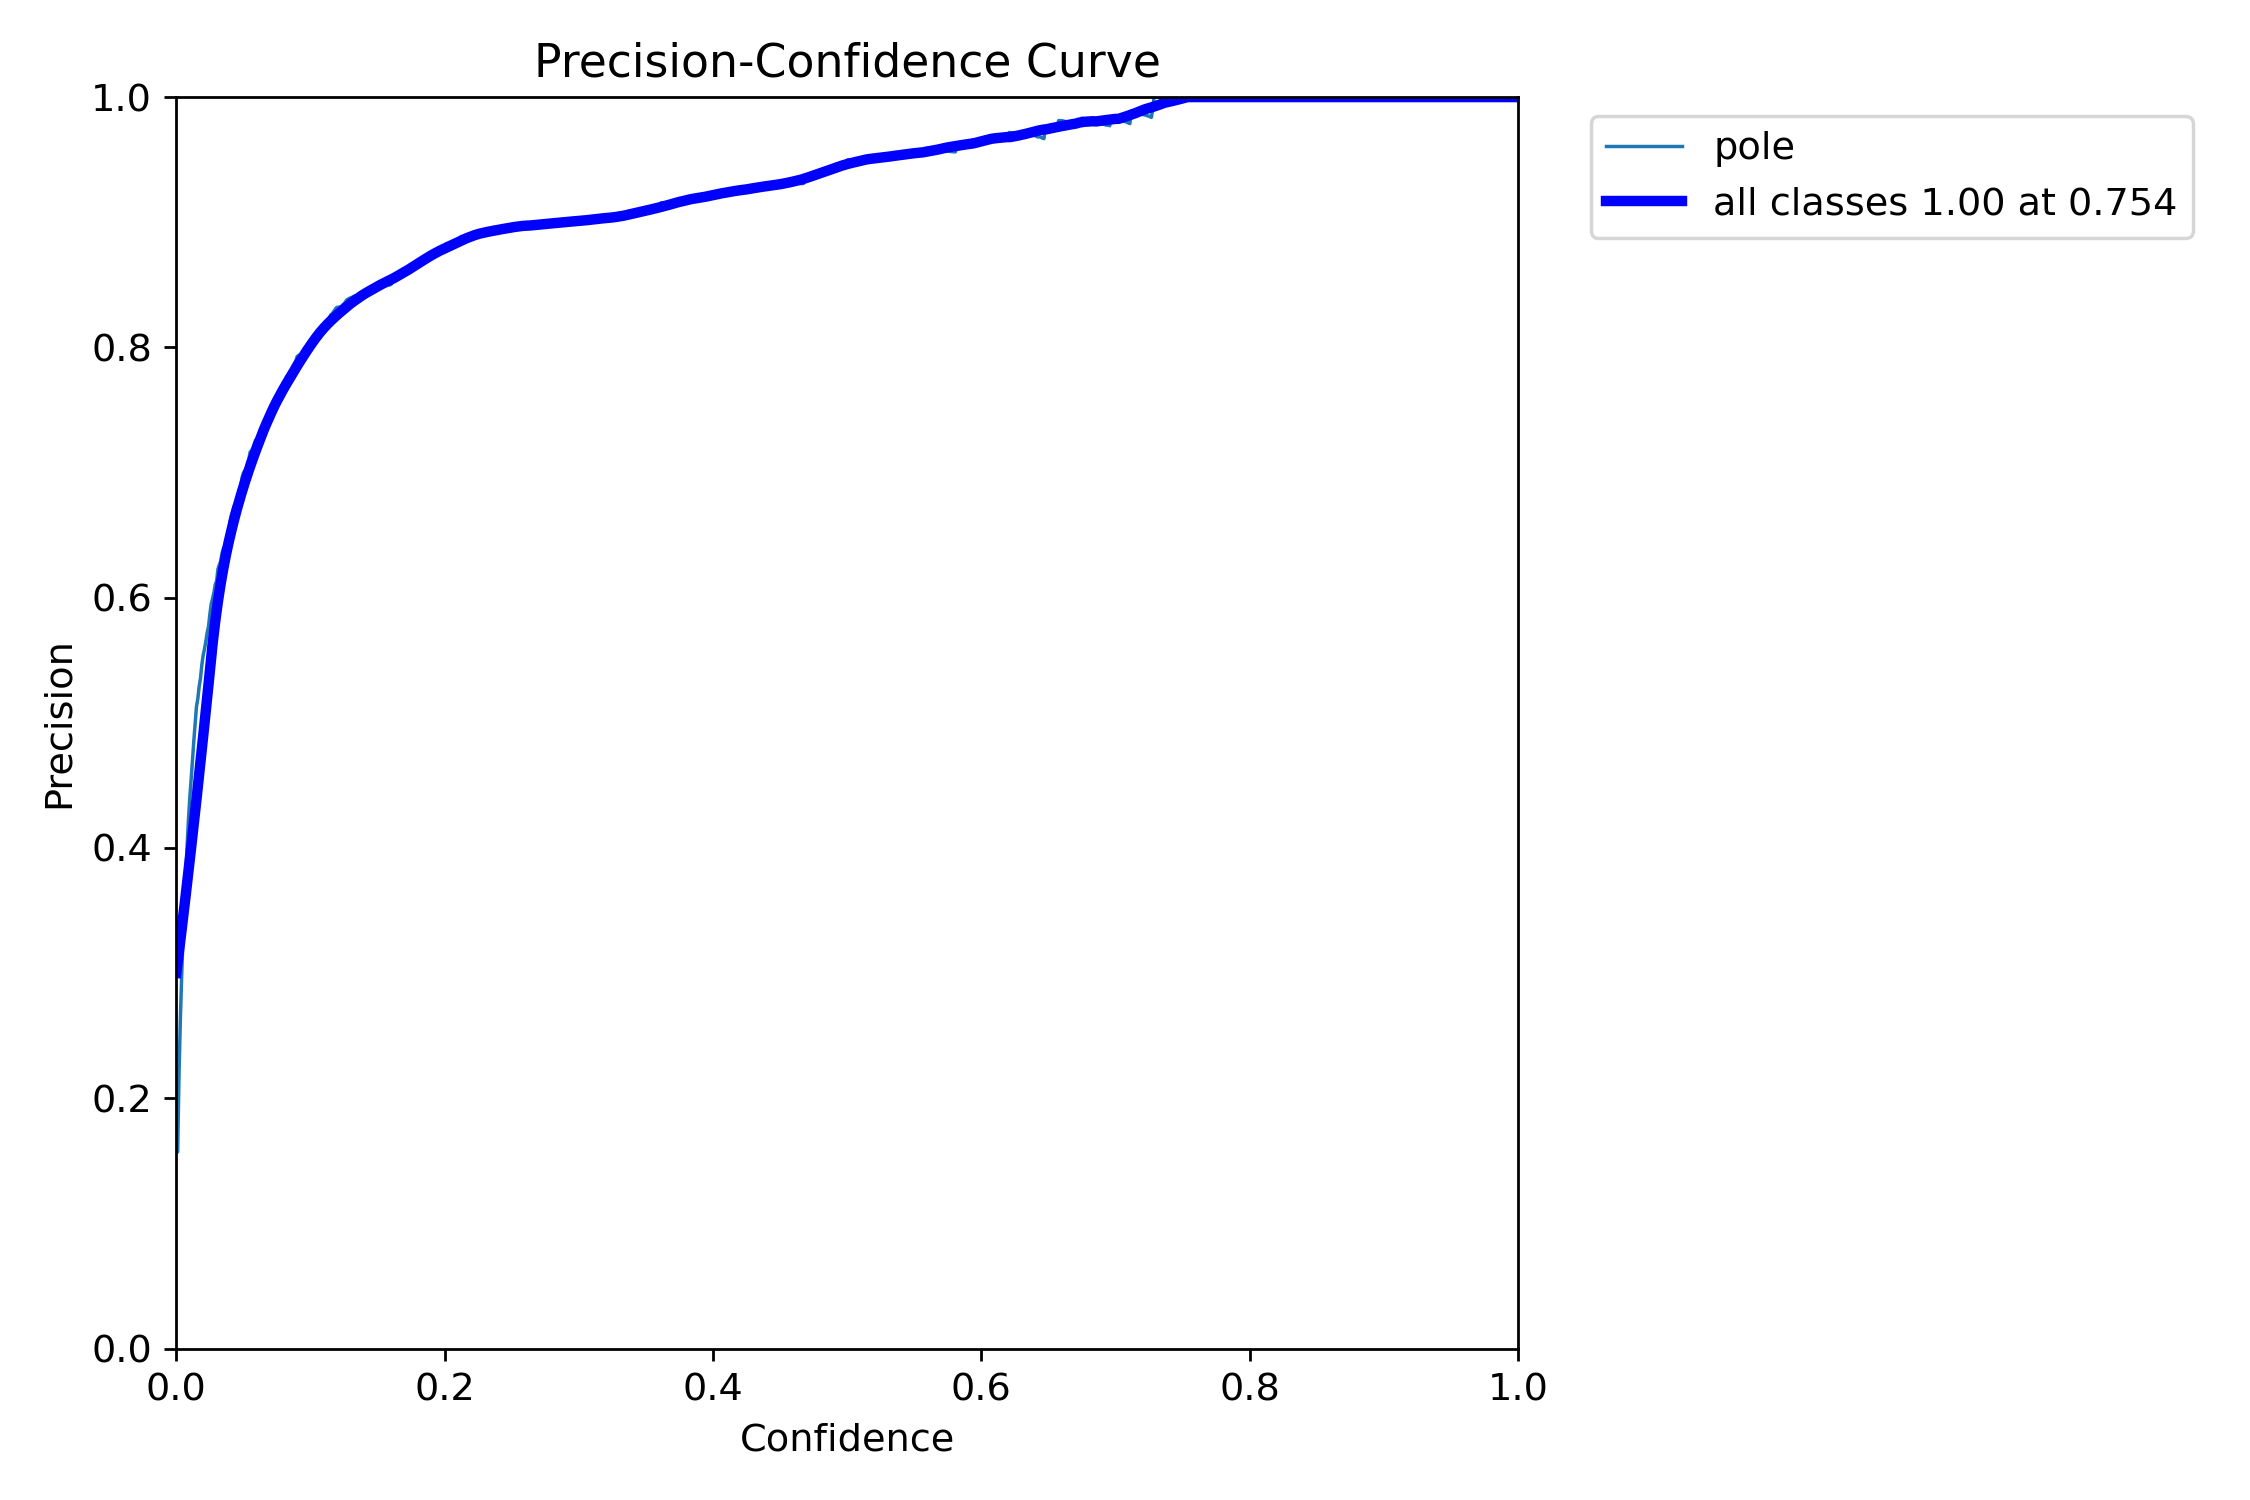 Precision-Confidence Curve
1.0
0.8
0.6
0.4
0.2
0.0
Precision
0.0 0.2 0.4 0.6 0.8 1.0
Confidence
pole
all classes 1.00 at 0.754